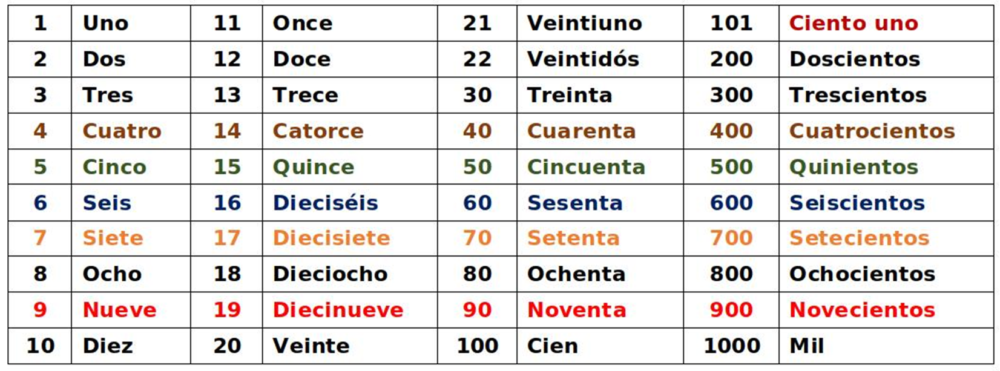 1 Uno 11 Once 21 Veintiuno 101 Ciento uno
2 Dos 12 Doce 22 Veintidós 200 Doscientos
3 Tres 13 Trece 30 Treinta 300 Trescientos
4 Cuatro 14 Catorce 40 Cuarenta 400 Cuatrocientos
5 Cinco 15 Quince 50 Cincuenta 500 Quinientos
6 Seis 16 Dieciséis 60 Sesenta 600 Seiscientos
7 Siete 17 Diecisiete 70 Setenta 700 Setecientos
8 Ocho 18 Dieciocho 80 Ochenta 800 Ochocientos
9 Nueve 19 Diecinueve 90 Noventa 900 Novecientos
10 Diez 20 Veinte 100 Cien 1000 Mil